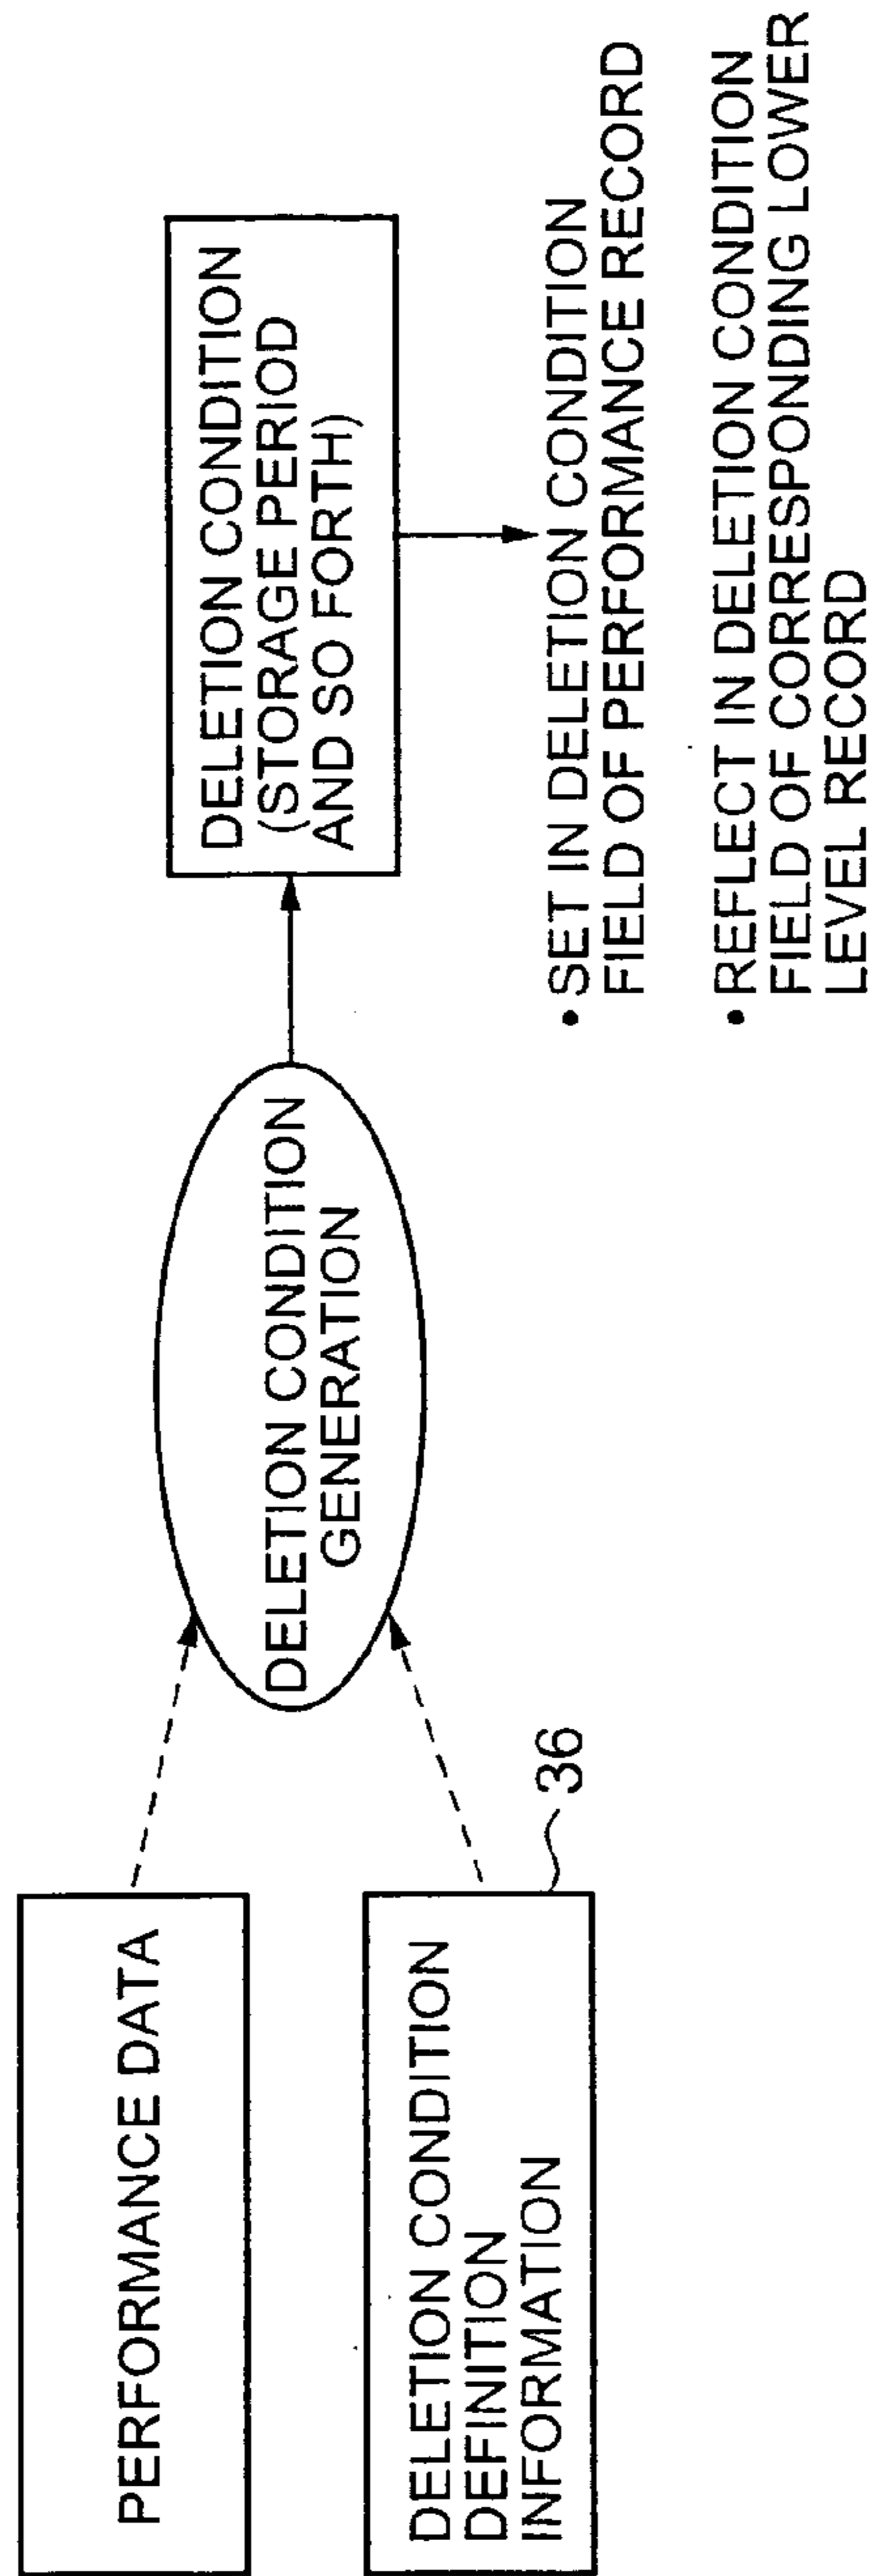 PERFORMANCE DATA
DELETION CONDITION
DEFINITION
INFORMATION
36
DELETION CONDITION
GENERATION
DELETION CONDITION
(STORAGE PERIOD
AND SO FORTH)
• SET IN DELETION CONDITION
FIELD OF PERFORMANCE RECORD
• REFLECT IN DELETION CONDITION
FIELD OF CORRESPONDING LOWER
LEVEL RECORD